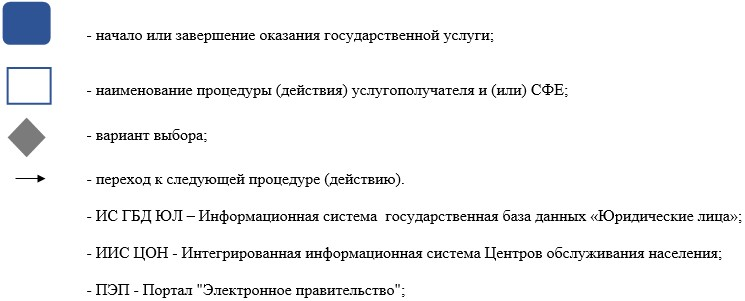 - начало или завершение оказания государственной услуги;
- наименование процедуры (действия) услугополучателя и (или) СФЕ;
- вариант выбора;
- переход к следующей процедуре (действию).
- ИС ГБД ЮЛ – Информационная система государственная база данных «Юридические лица»;
- ИИС ЦОН - Интегрированная информационная система Центров обслуживания населения;
- ПЭП - Портал "Электронное правительство";